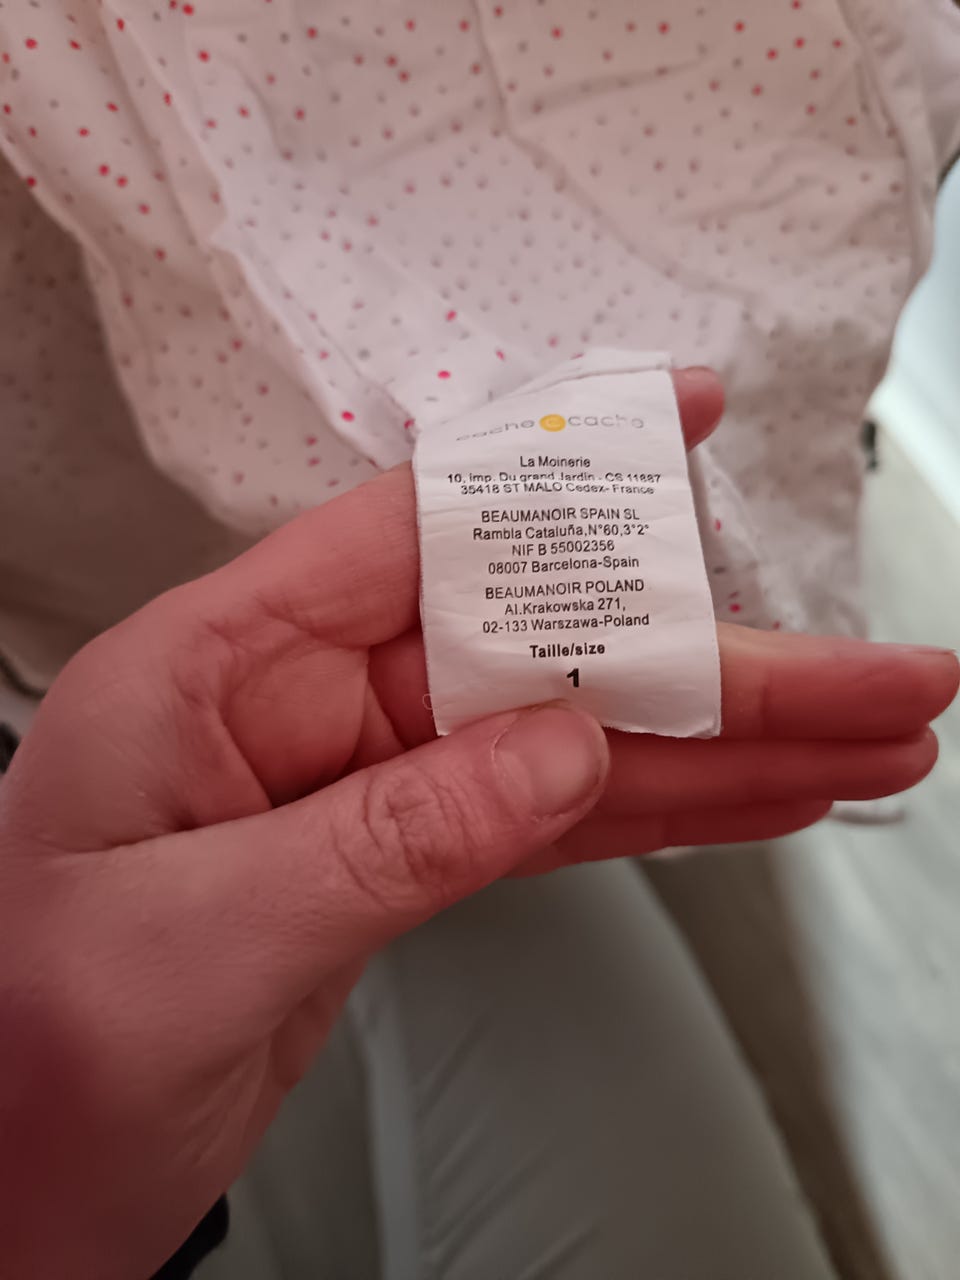 cache cache
La Moinerie
10, imp. Du grand Jardin - CS 11887
35418 ST MALO Cedex- France
BEAUMANOIR SPAIN SL
Rambla Cataluña,N°60,3°2°
NIF B 55002356
08007 Barcelona-Spain
BEAUMANOIR POLAND
Al.Krakowska 271,
02-133 Warszawa-Poland
Taille/size
1